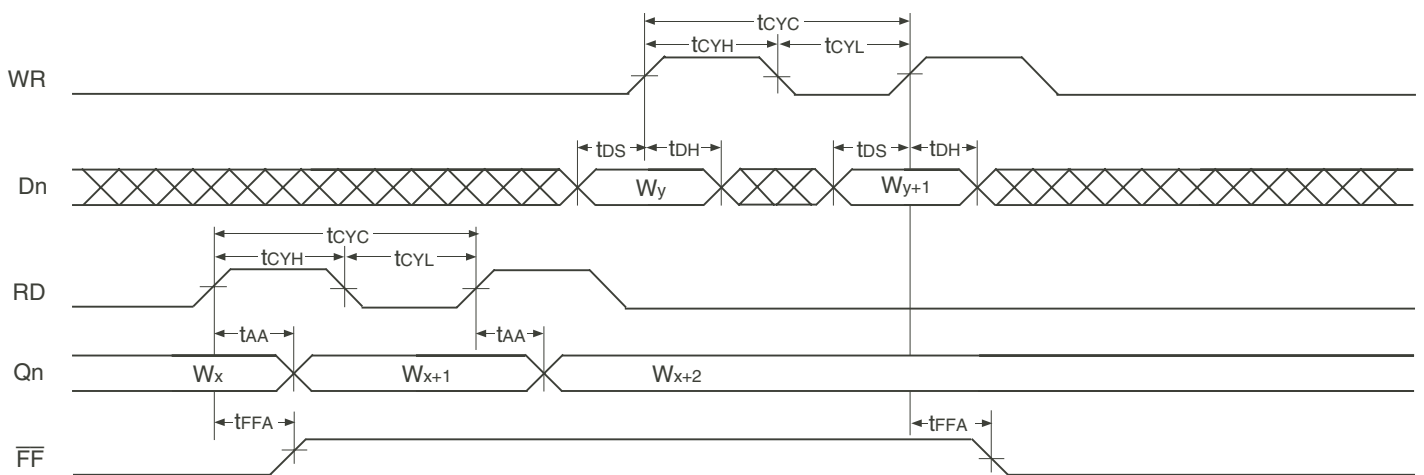 tCYC
tCYH tCYL
WR
tDS tDH tDS tDH
Dn Wy Wy+1
tCYC
tCYH tCYL
RD
tAA tAA
Qn Wx Wx+1 Wx+2
tFFA tFFA
F̅F̅